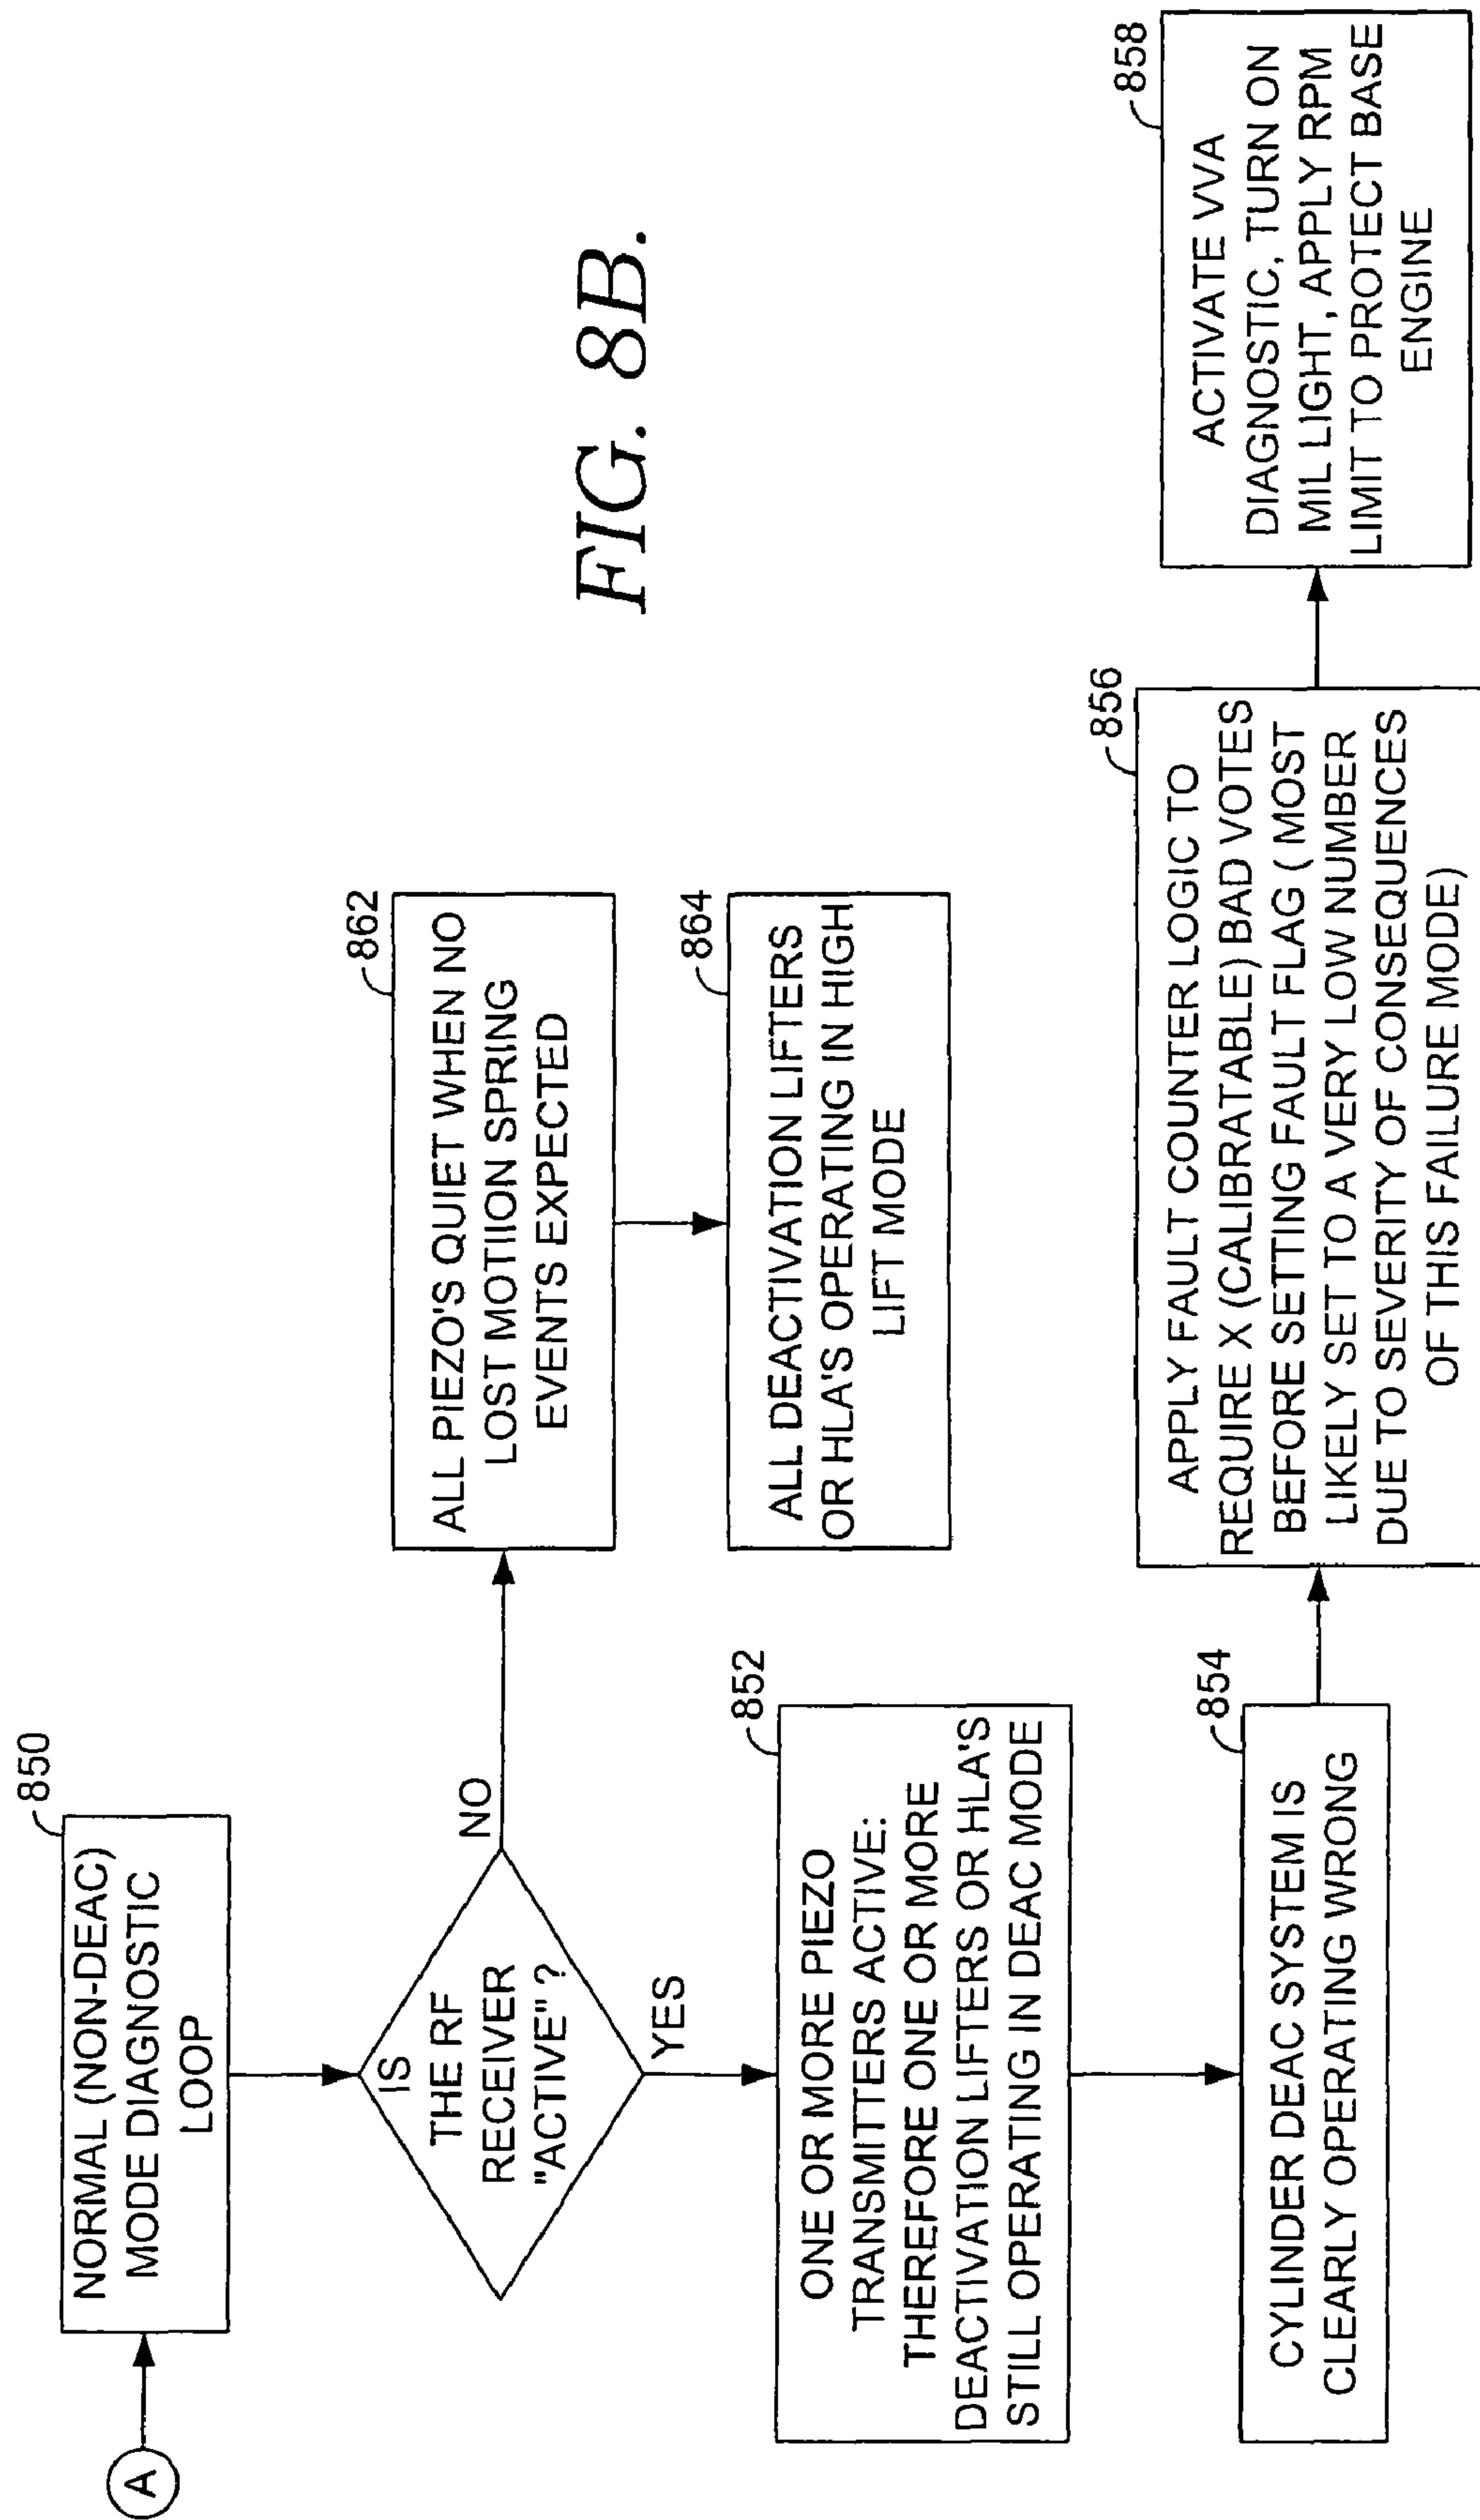 A
850
NORMAL (NON-DEAC)
MODE DIAGNOSTIC
LOOP
IS
THE RF
RECEIVER
"ACTIVE" ?
NO
YES
862
ALL PIEZO'S QUIET WHEN NO
LOST MOTIION SPRING
EVENTS EXPECTED
864
ALL DEACTIVATION LIFTERS
OR HLA'S OPERATING IN HIGH
LIFT MODE
852
ONE OR MORE PIEZO
TRANSMITTERS ACTIVE:
THEREFORE ONE OR MORE
DEACTIVATION LIFTERS OR HLA'S
STILL OPERATING IN DEAC MODE
854
CYLINDER DEAC SYSTEM IS
CLEARLY OPERATING WRONG
856
APPLY FAULT COUNTER LOGIC TO
REQUIRE X (CALIBRATABLE) BAD VOTES
BEFORE SETTING FAULT FLAG ( MOST
LIKELY SET TO A VERY LOW NUMBER
DUE TO SEVERITY OF CONSEQUENCES
OF THIS FAILURE MODE)
858
ACTIVATE VVA
DIAGNOSTIC, TURN ON
MIL LIGHT, APPLY RPM
LIMIT TO PROTECT BASE
ENGINE
FIG. 8B.